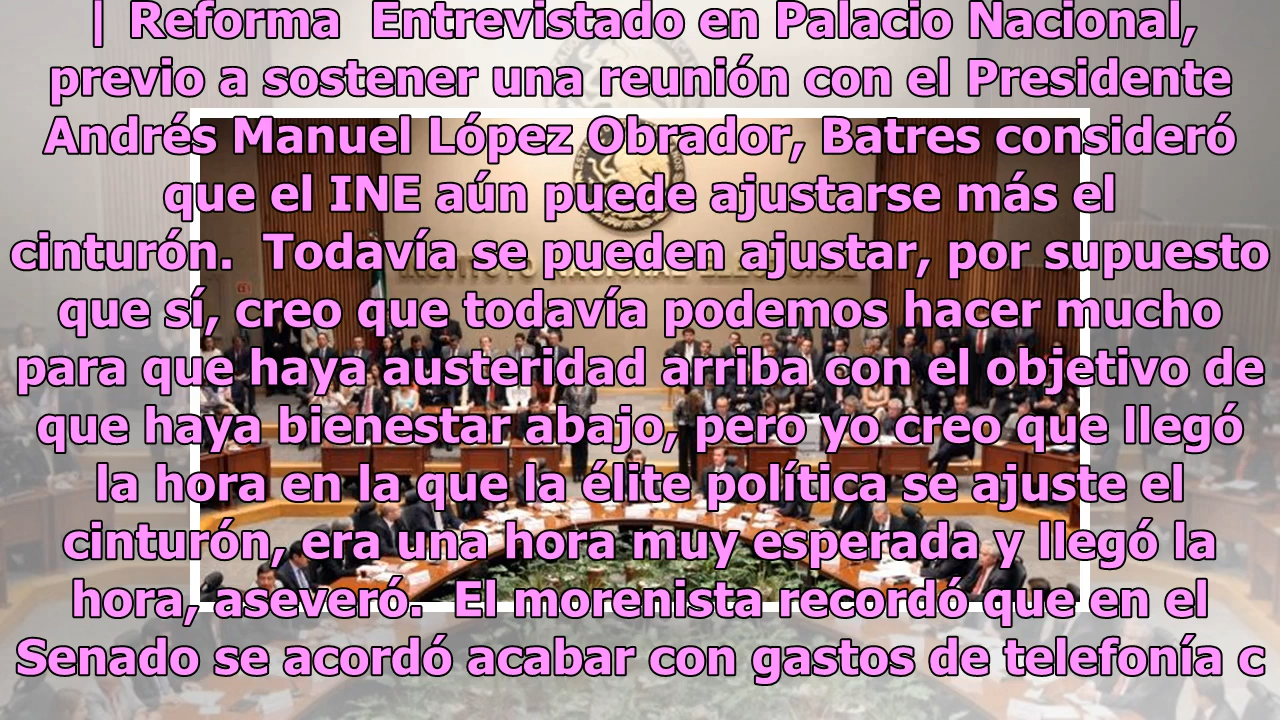 | Reforma  Entrevistado en Palacio Nacional,
previo a sostener una reunión con el Presidente
Andrés Manuel López Obrador, Batres consideró
que el INE aún puede ajustarse más el
cinturón.  Todavía se pueden ajustar, por supuesto
que sí, creo que todavía podemos hacer mucho
para que haya austeridad arriba con el objetivo de
que haya bienestar abajo, pero yo creo que llegó
la hora en la que la élite política se ajuste el
cinturón, era una hora muy esperada y llegó la
hora, aseveró.  El morenista recordó que en el
Senado se acordó acabar con gastos de telefonía c